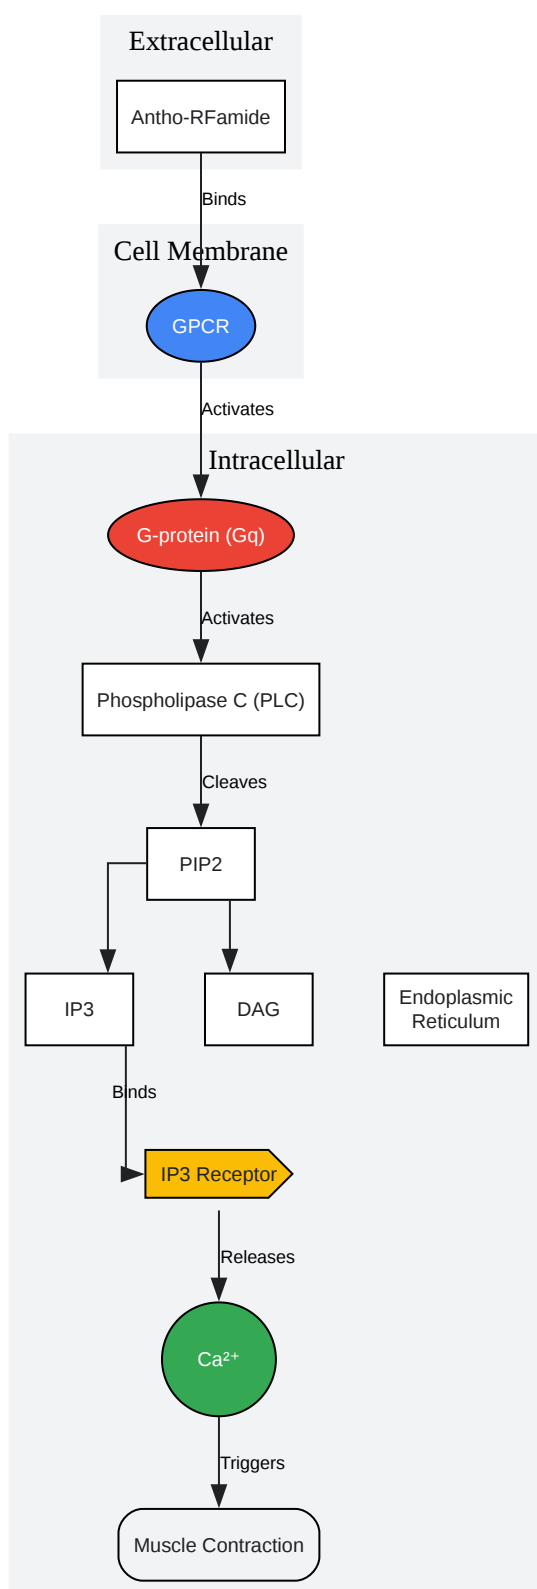 Extracellular
Antho-RFamide
Binds
Cell Membrane
GPCR
Activates
Intracellular
G-protein (Gq)
Activates
Phospholipase C (PLC)
Cleaves
PIP2
IP3
DAG
Endoplasmic
Reticulum
Binds
IP3 Receptor
Releases
Ca²⁺
Triggers
Muscle Contraction